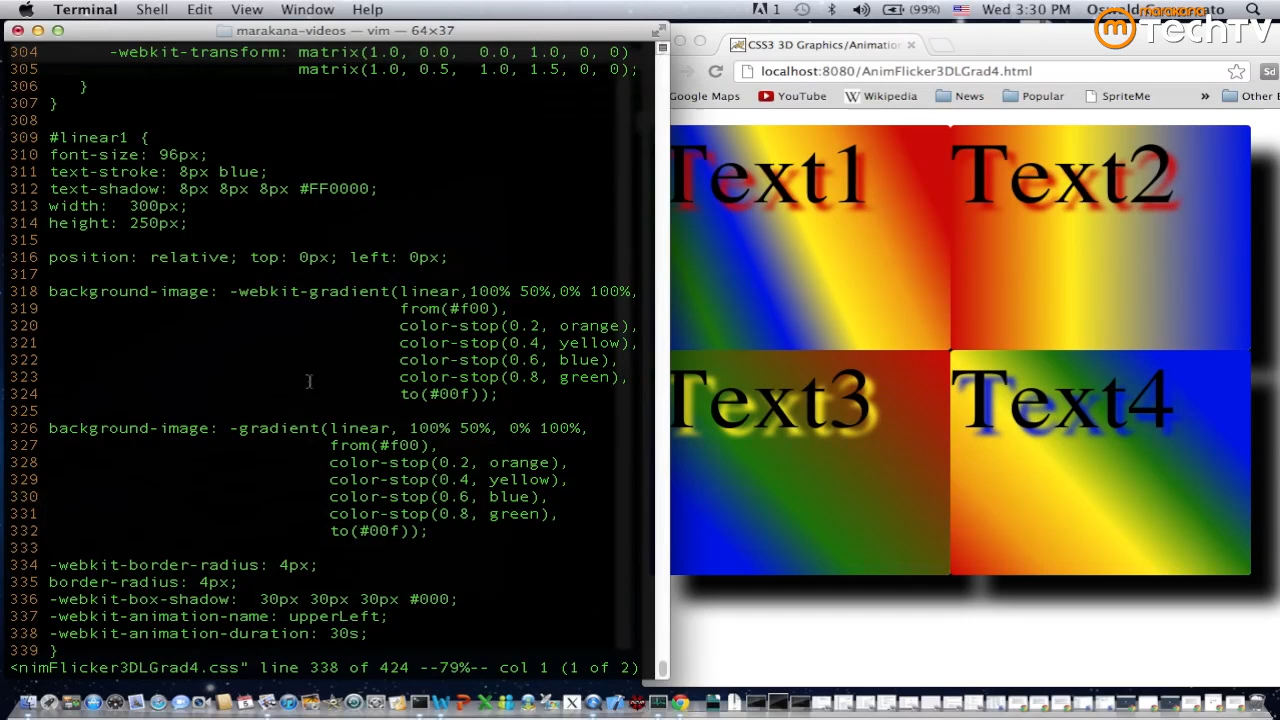 Terminal Shell Edit View Window Help
1 (99%) Wed 3:30 PM
marakana
TechTV
marakana-videos — vim — 64×37
304 -webkit-transform: matrix(1.0, 0.0, 0.0, 1.0, 0, 0)
305 matrix(1.0, 0.5, 1.0, 1.5, 0, 0);
306 }
307 }
308
309 #linear1 {
310 font-size: 96px;
311 text-stroke: 8px blue;
312 text-shadow: 8px 8px 8px #FF0000;
313 width: 300px;
314 height: 250px;
315
316 position: relative; top: 0px; left: 0px;
317
318 background-image: -webkit-gradient(linear,100% 50%,0% 100%,
319 from(#f00),
320 color-stop(0.2, orange),
321 color-stop(0.4, yellow),
322 color-stop(0.6, blue),
323 color-stop(0.8, green),
324 to(#00f));
325
326 background-image: -gradient(linear, 100% 50%, 0% 100%,
327 from(#f00),
328 color-stop(0.2, orange),
329 color-stop(0.4, yellow),
330 color-stop(0.6, blue),
331 color-stop(0.8, green),
332 to(#00f));
333
334 -webkit-border-radius: 4px;
335 border-radius: 4px;
336 -webkit-box-shadow: 30px 30px 30px #000;
337 -webkit-animation-name: upperLeft;
338 -webkit-animation-duration: 30s;
339 }
<nimFlicker3DLGrad4.css" line 338 of 424 --79%-- col 1 (1 of 2)
CSS3 3D Graphics/Animation
localhost:8080/AnimFlicker3DLGrad4.html
Sd
Google Maps YouTube Wikipedia News Popular SpriteMe » Other
Text1 Text2
Text3 Text4